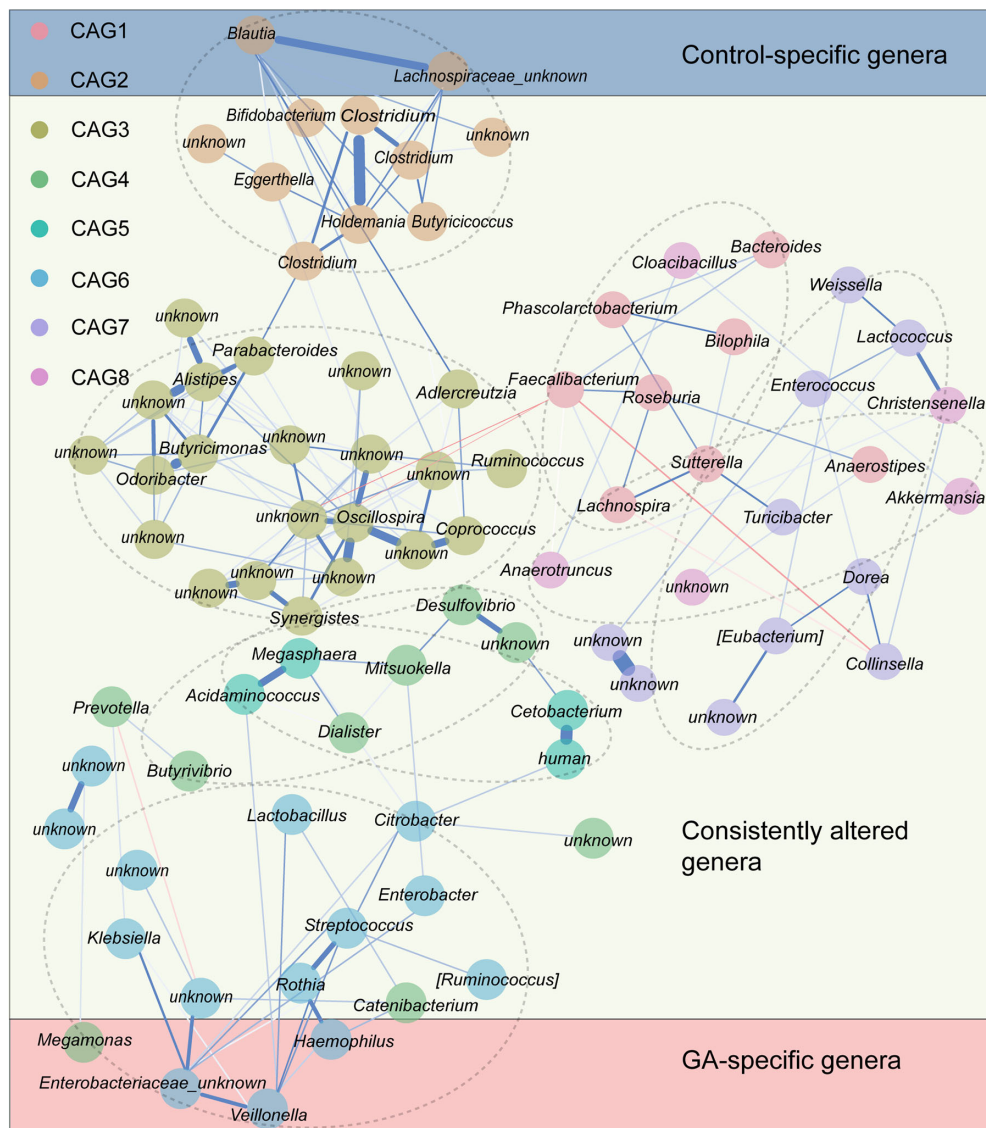 CAG1
Blautia
Control-specific genera
CAG2
Lachnospiraceae_unknown
CAG3
Bifidobacterium
Clostridium
unknown
unknown
Clostridium
CAG4
Eggerthella
CAG5
Holdemania
Butyricicoccus
Clostridium
Cloacibacillus
Bacteroides
CAG6
Weissella
Phascolarctobacterium
unknown
CAG7
Bilophila
Lactococcus
Parabacteroides
CAG8
Alistipes
unknown
Adlercreutzia
Faecalibacterium
Roseburia
Enterococcus
Christensenella
unknown
unknown
Butyricimonas
unknown
unknown
unknown
Ruminococcus
Sutterella
Anaerostipes
Odoribacter
Lachnospira
Akkermansia
unknown
Oscillospira
Coprococcus
Turicibacter
unknown
unknown
unknown
unknown
unknown
Anaerotruncus
unknown
Dorea
Synergistes
Desulfovibrio
unknown
unknown
[Eubacterium]
Megasphaera
Mitsuokella
Collinsella
Acidaminococcus
unknown
Prevotella
Cetobacterium
unknown
Dialister
human
unknown
Butyrivibrio
unknown
Lactobacillus
Citrobacter
unknown
Consistently altered
genera
unknown
Enterobacter
Klebsiella
Streptococcus
Rothia
[Ruminococcus]
unknown
Catenibacterium
Megamonas
Haemophilus
GA-specific genera
Enterobacteriaceae_unknown
Veillonella